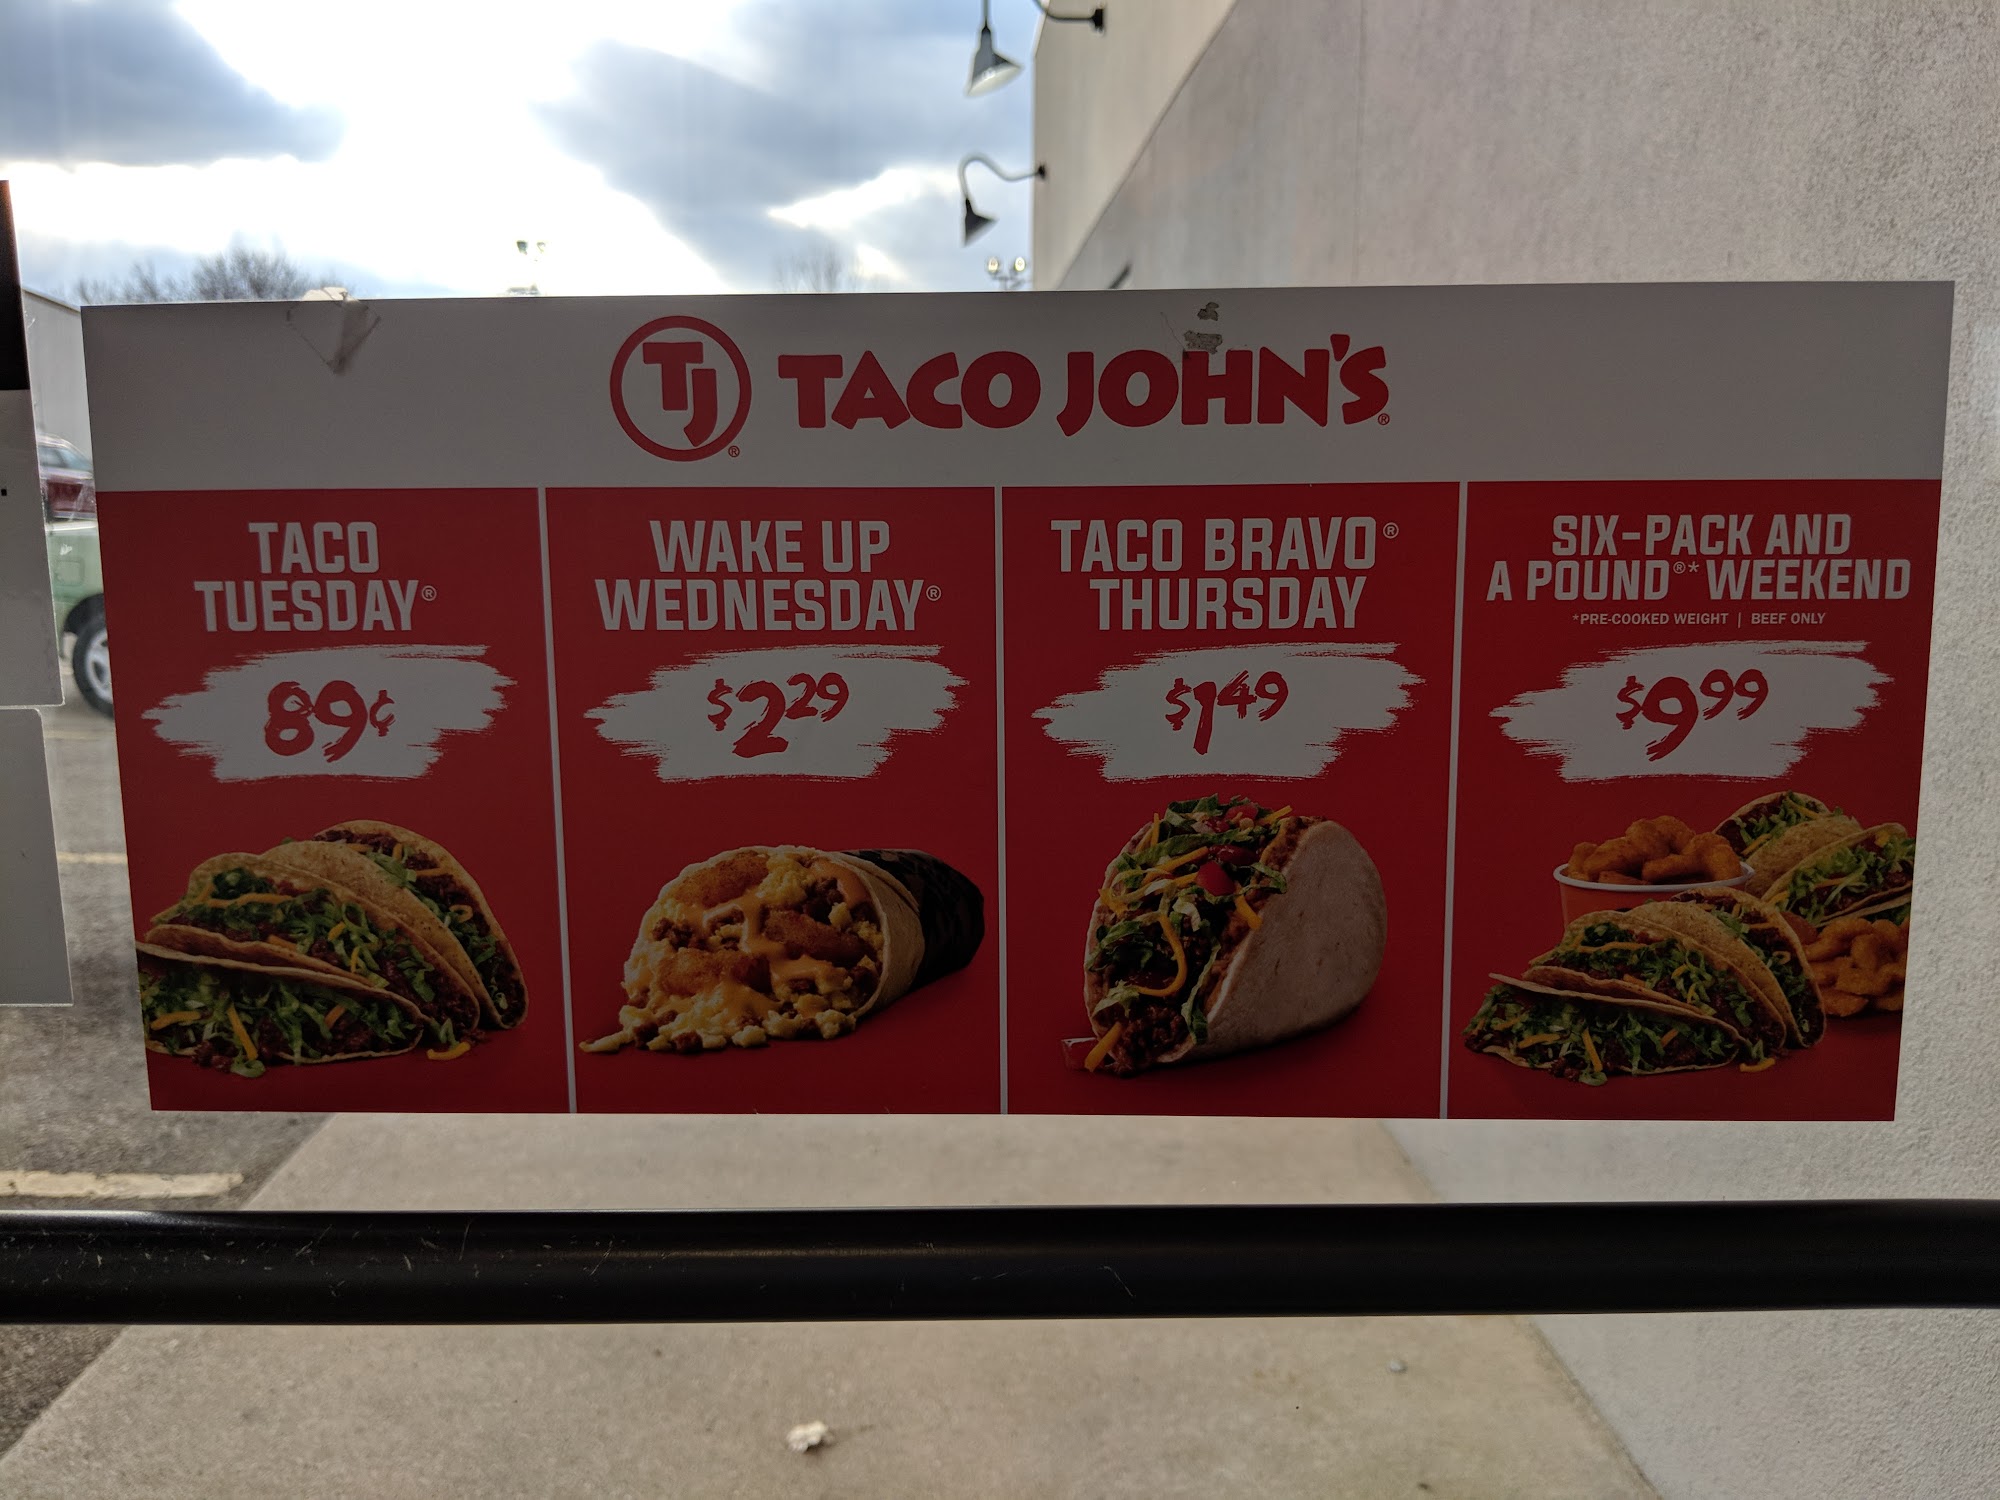 TJ®
TACO JOHN'S®
TACO
TUESDAY®
89¢
WAKE UP
WEDNESDAY®
$2.29
TACO BRAVO®
THURSDAY
$1.49
SIX-PACK AND
A POUND®* WEEKEND
*PRE-COOKED WEIGHT | BEEF ONLY
$9.99